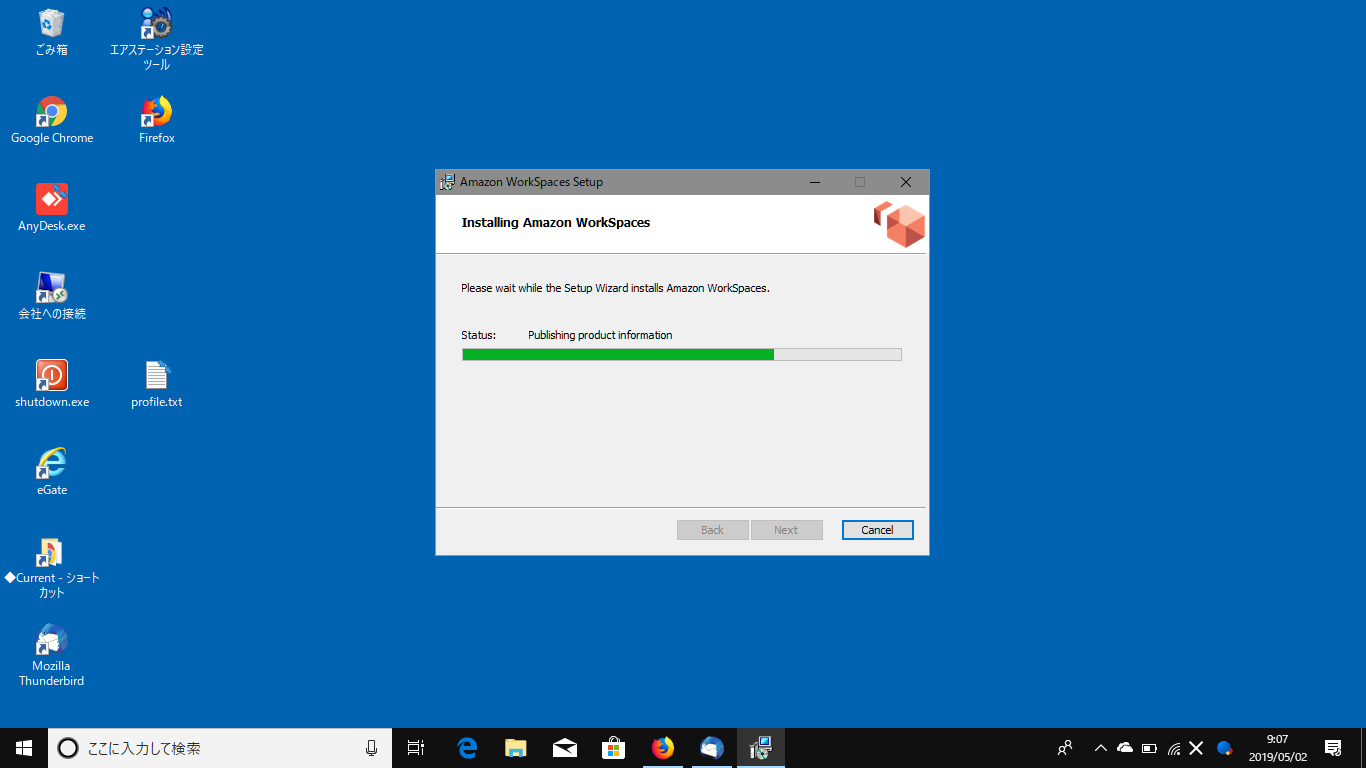 ごみ箱
エアステーション設定
ツール
Google Chrome
Firefox
AnyDesk.exe
会社への接続
shutdown.exe
profile.txt
eGate
◆Current - ショート
カット
Mozilla
Thunderbird
Amazon WorkSpaces Setup
Installing Amazon WorkSpaces
Please wait while the Setup Wizard installs Amazon WorkSpaces.
Status: Publishing product information
Back Next Cancel
ここに入力して検索
9:07
2019/05/02